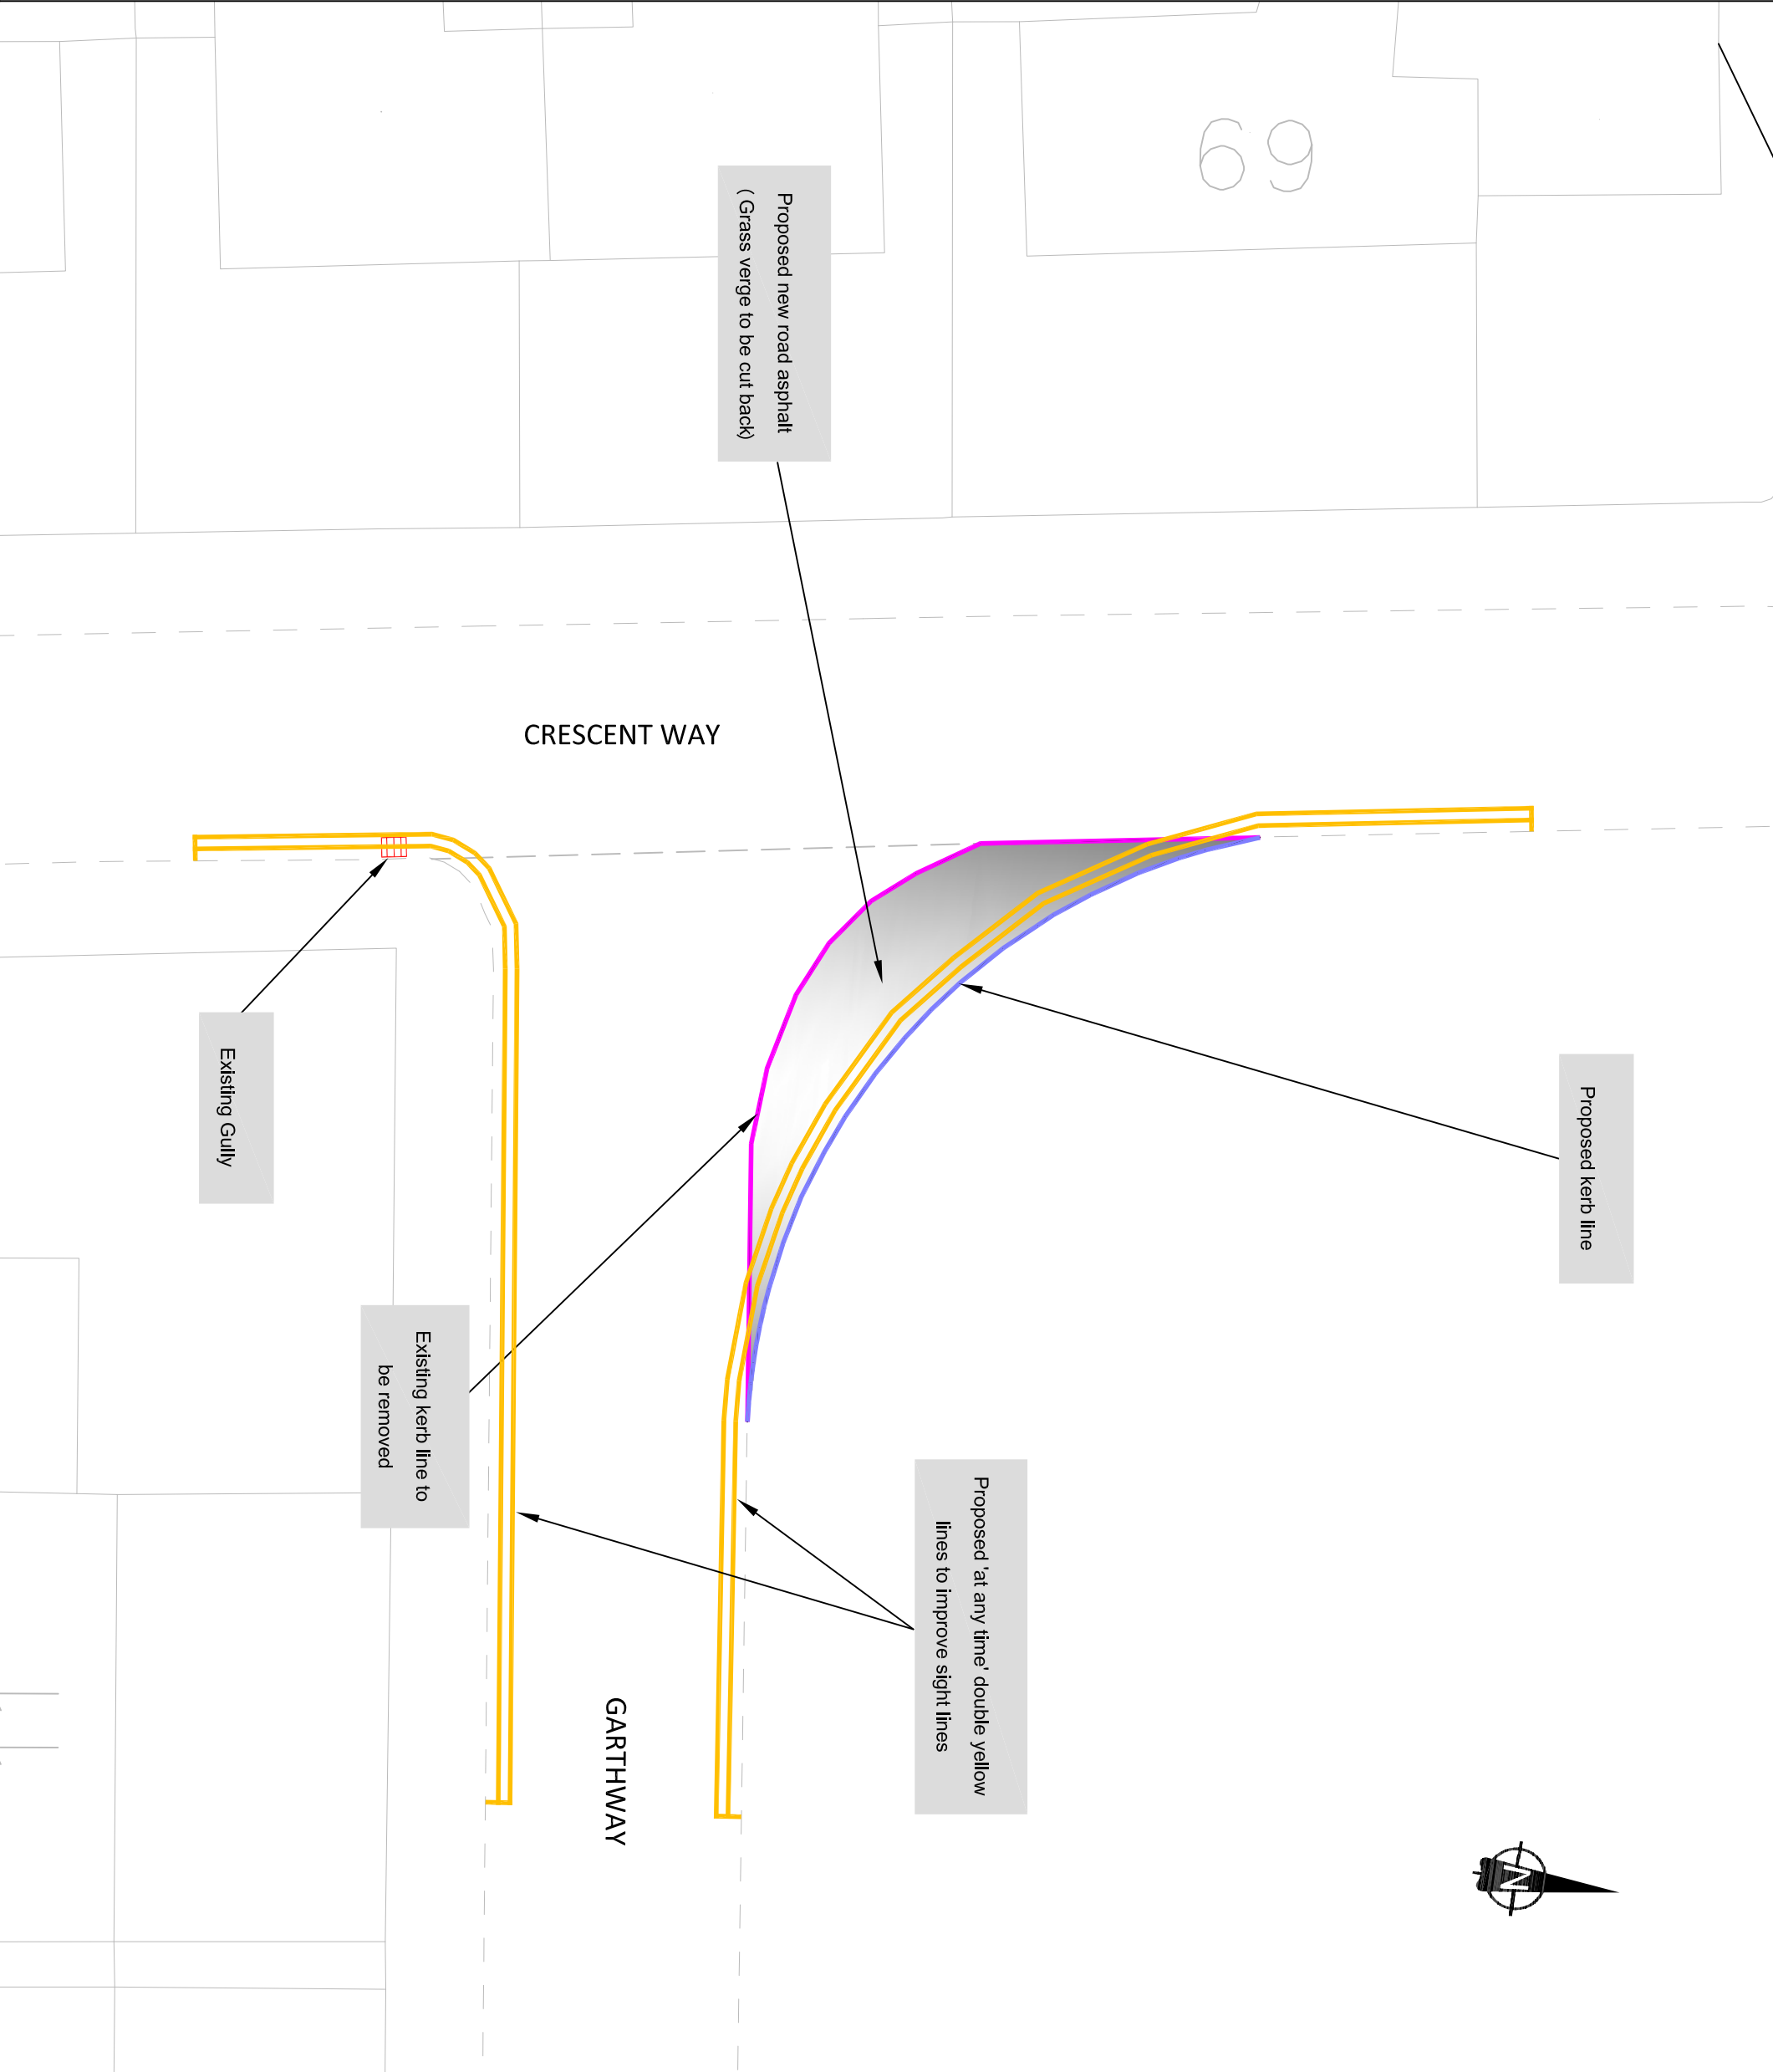 69
Proposed new road asphalt
( Grass verge to be cut back)
CRESCENT WAY
Existing Gully
Proposed kerb line
Existing kerb line to
be removed
Proposed 'at any time' double yellow
lines to improve sight lines
GARTHWAY
N